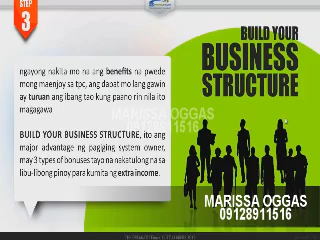 STEP
3
BUILD YOUR
BUSINESS
STRUCTURE
ngayong nakita mo na ang benefits na pwede
mong maenjoy sa tpc, ang dapat mo lang gawin
ay turuan ang ibang tao kung paano rin nila ito
magagawa
MARISSA OGGAS
09128911516
BUILD YOUR BUSINESS STRUCTURE, ito ang
major advantage ng pagiging system owner,
may 3 types of bonuses tayo na nakatulong na sa
libu-libong pinoy para kumita ng extra income.
MARISSA OGGAS
09128911516